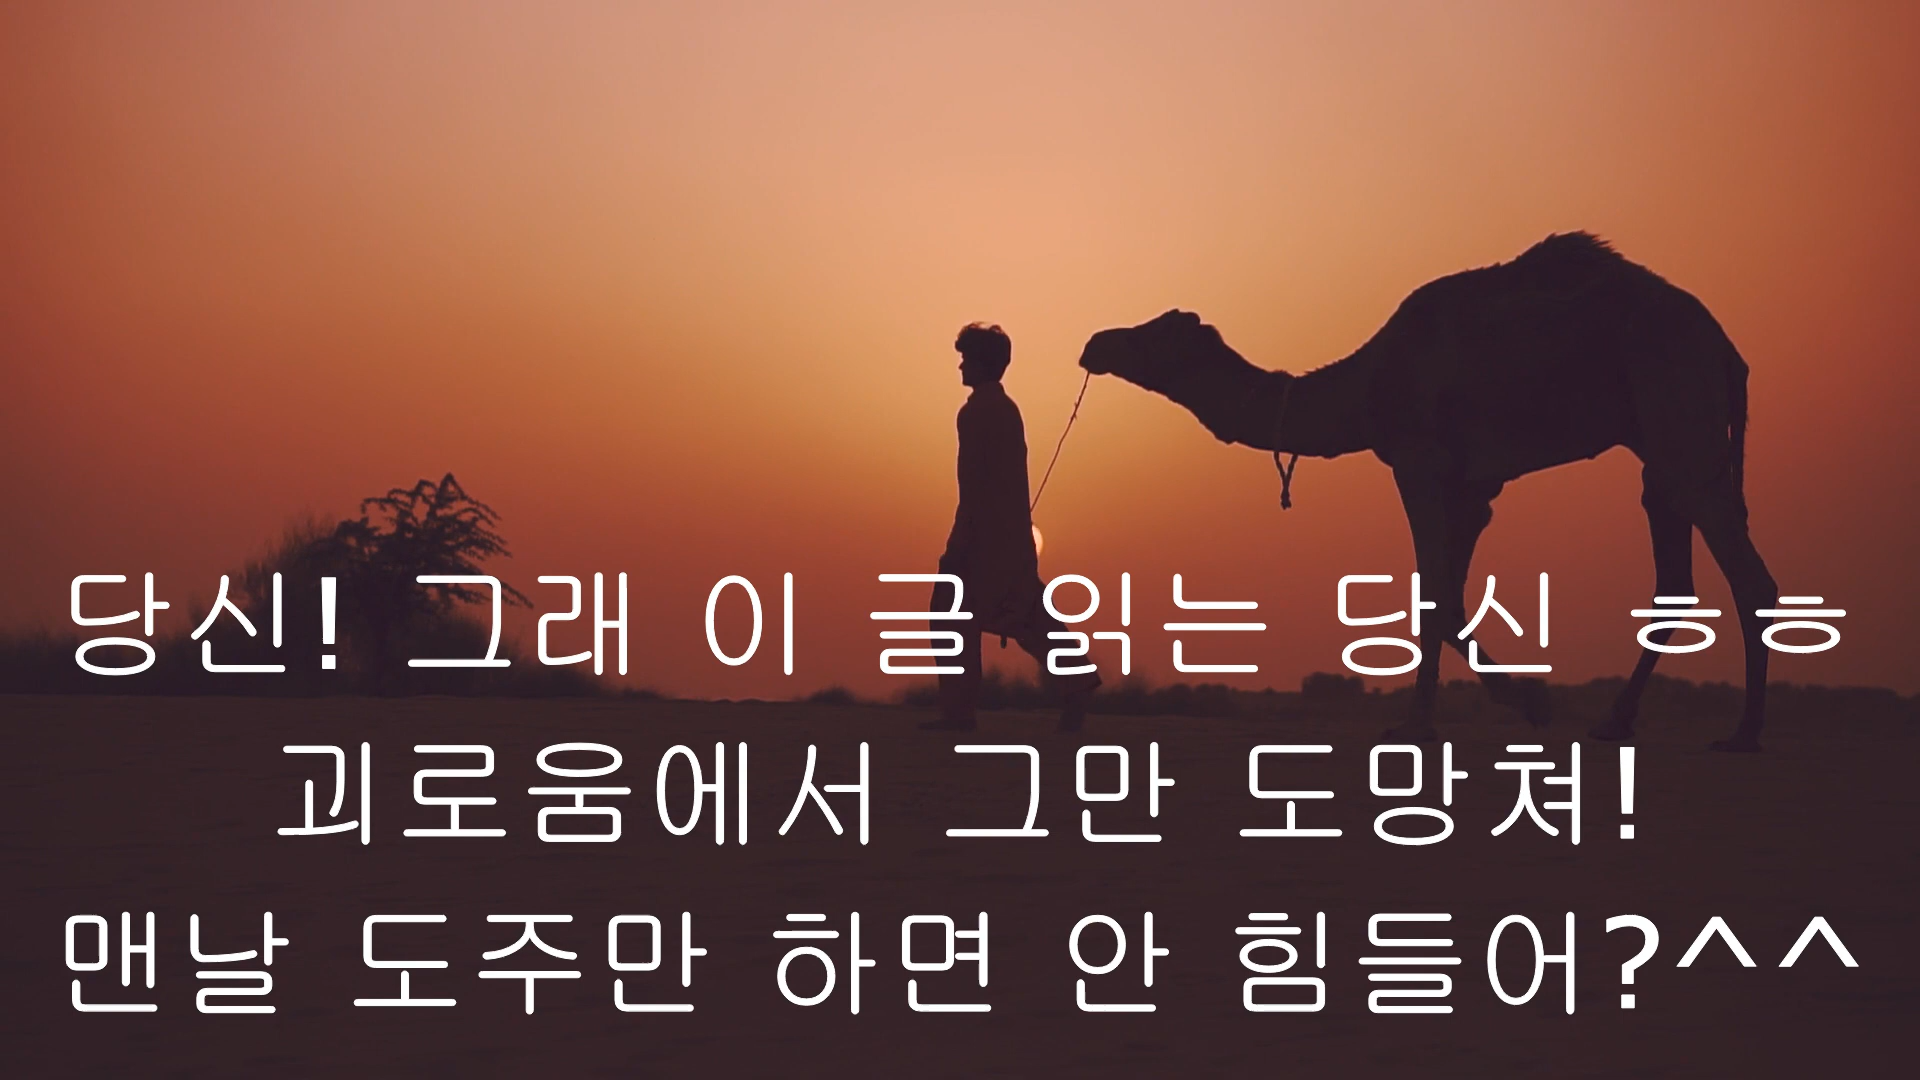 당신! 그래 이 글 읽는 당신 ㅎㅎ
괴로움에서 그만 도망쳐!
맨날 도주만 하면 안 힘들어?^^